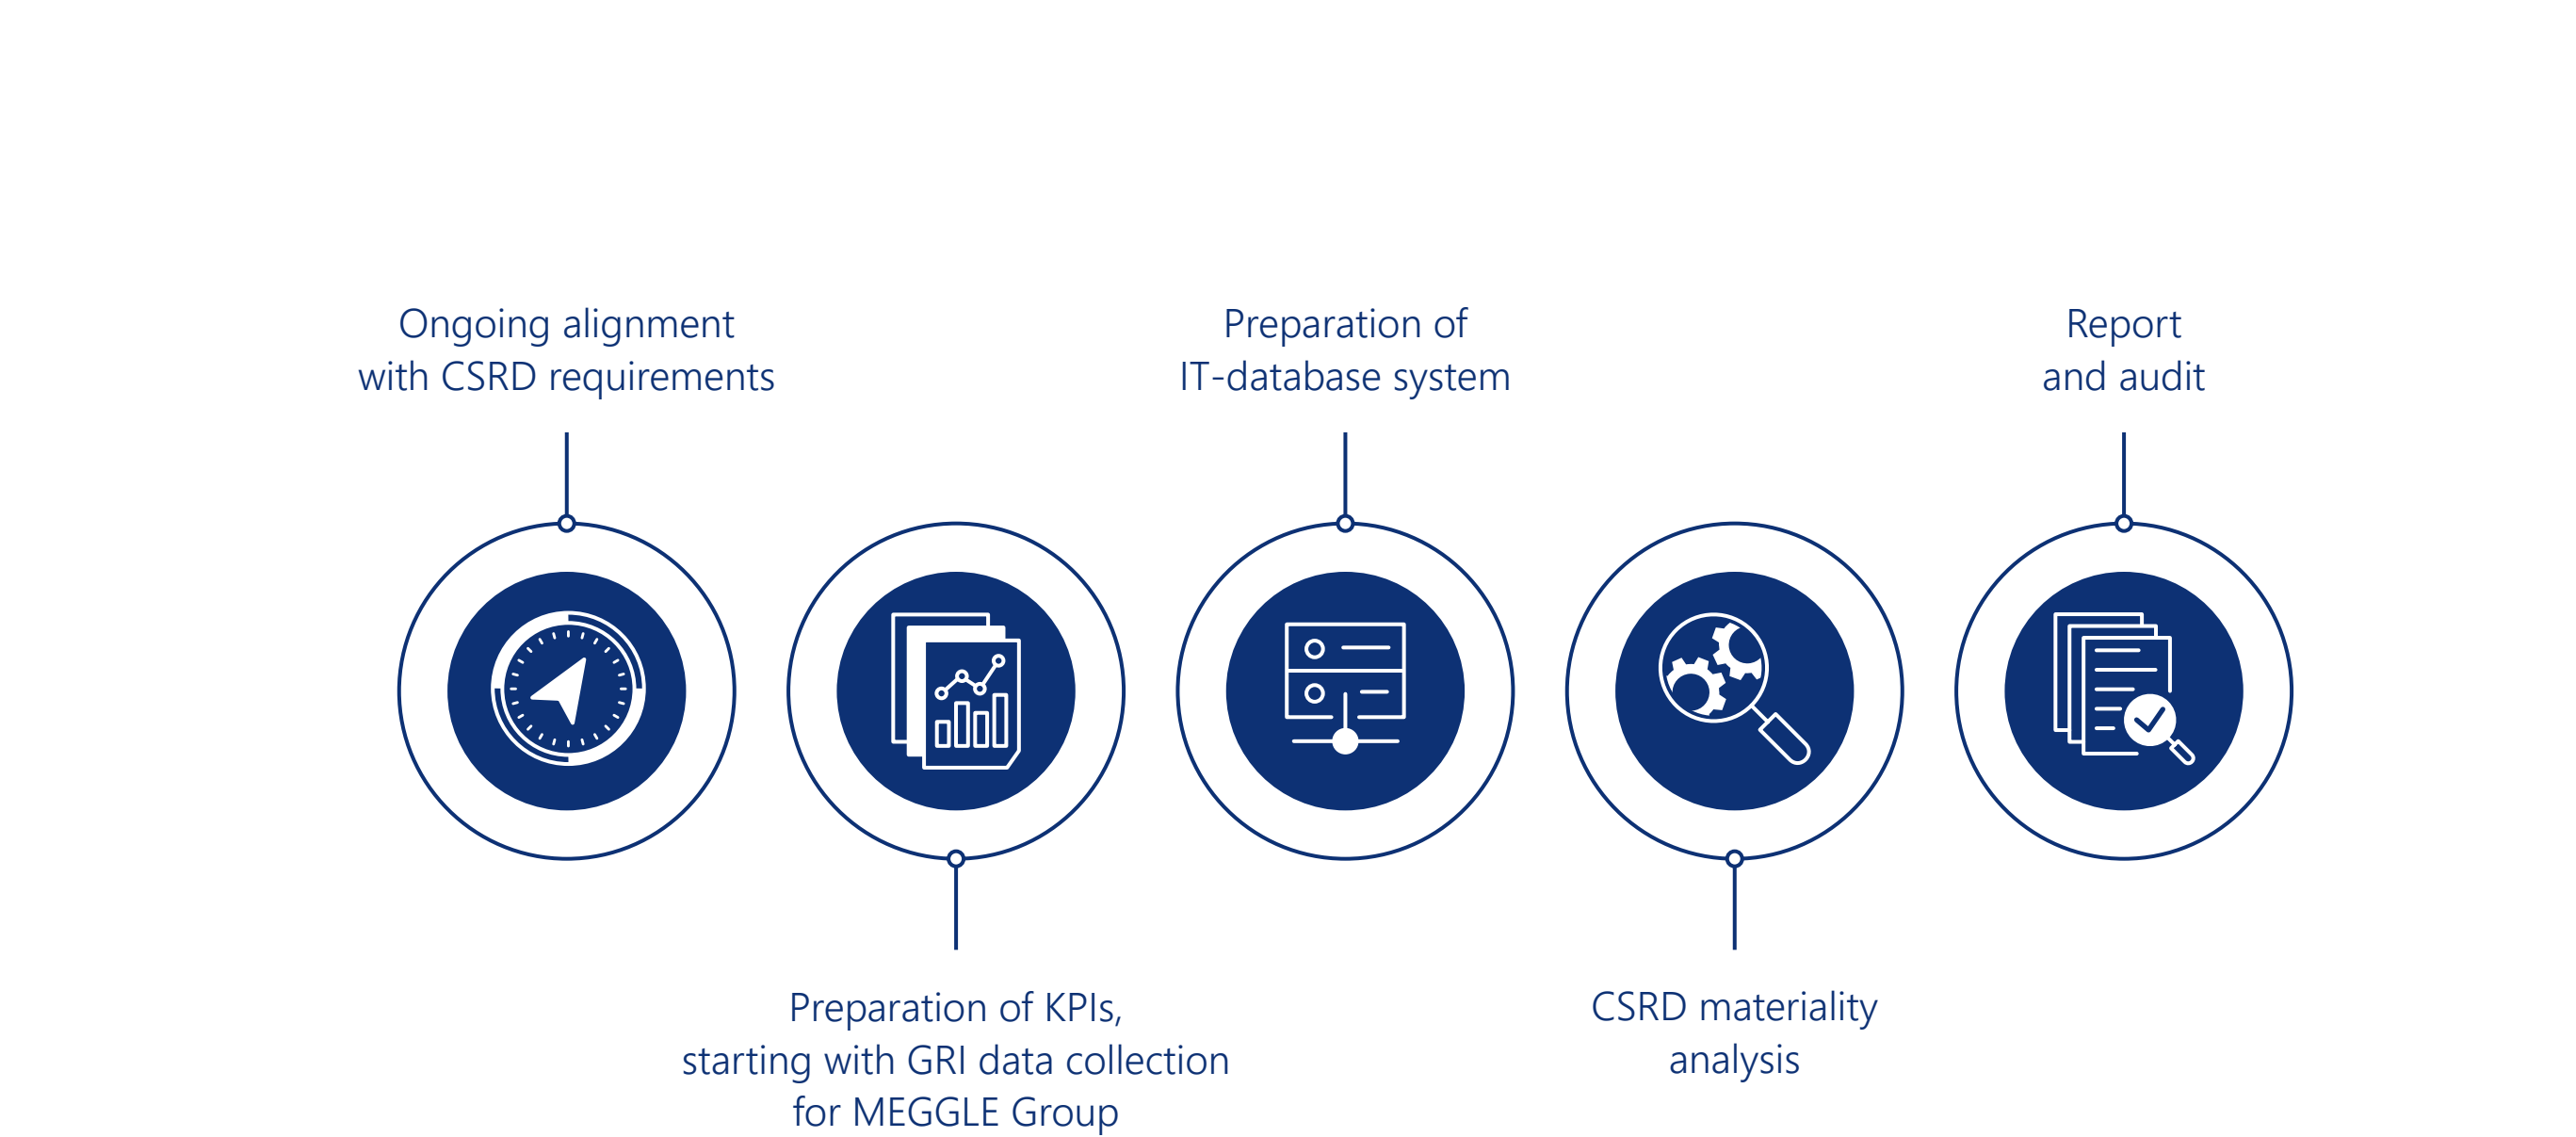 Ongoing alignment
with CSRD requirements
Preparation of KPIs,
starting with GRI data collection
for MEGGLE Group
Preparation of
IT-database system
CSRD materiality
analysis
Report
and audit